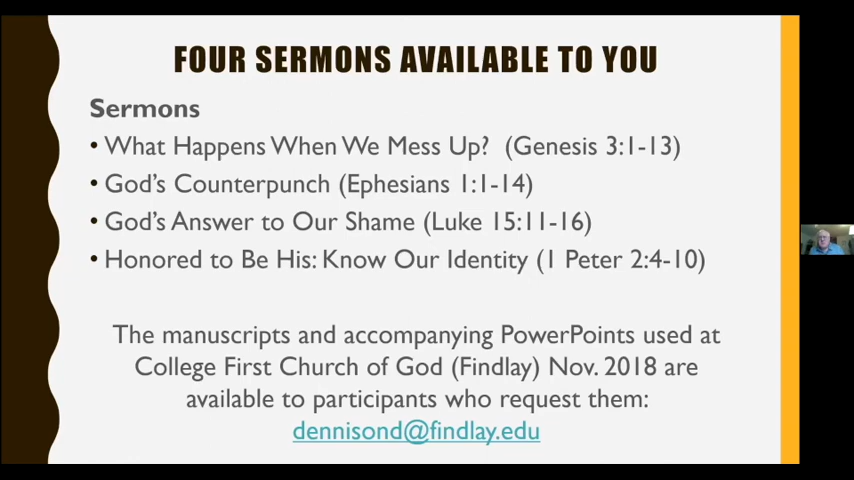 FOUR SERMONS AVAILABLE TO YOU
Sermons
• What Happens When We Mess Up? (Genesis 3:1-13)
• God's Counterpunch (Ephesians 1:1-14)
• God's Answer to Our Shame (Luke 15:11-16)
• Honored to Be His: Know Our Identity (1 Peter 2:4-10)
The manuscripts and accompanying PowerPoints used at
College First Church of God (Findlay) Nov. 2018 are
available to participants who request them:
dennisond@findlay.edu